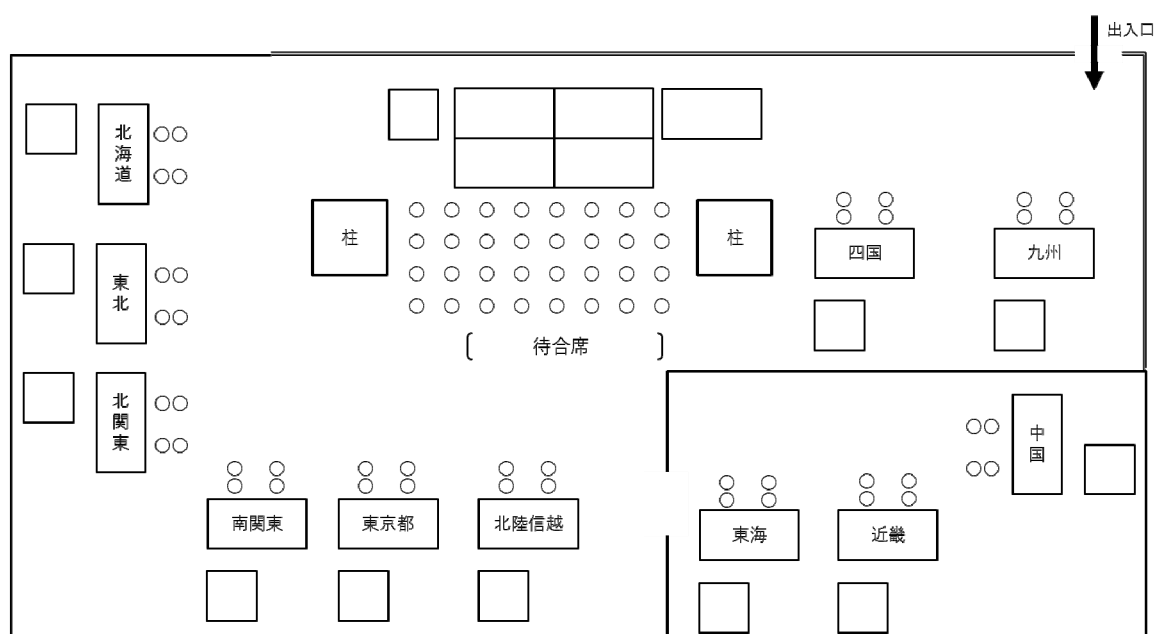 出入口
北海道
柱
柱
四国
九州
東北
待合席
北関東
中国
南関東
東京都
北陸信越
東海
近畿